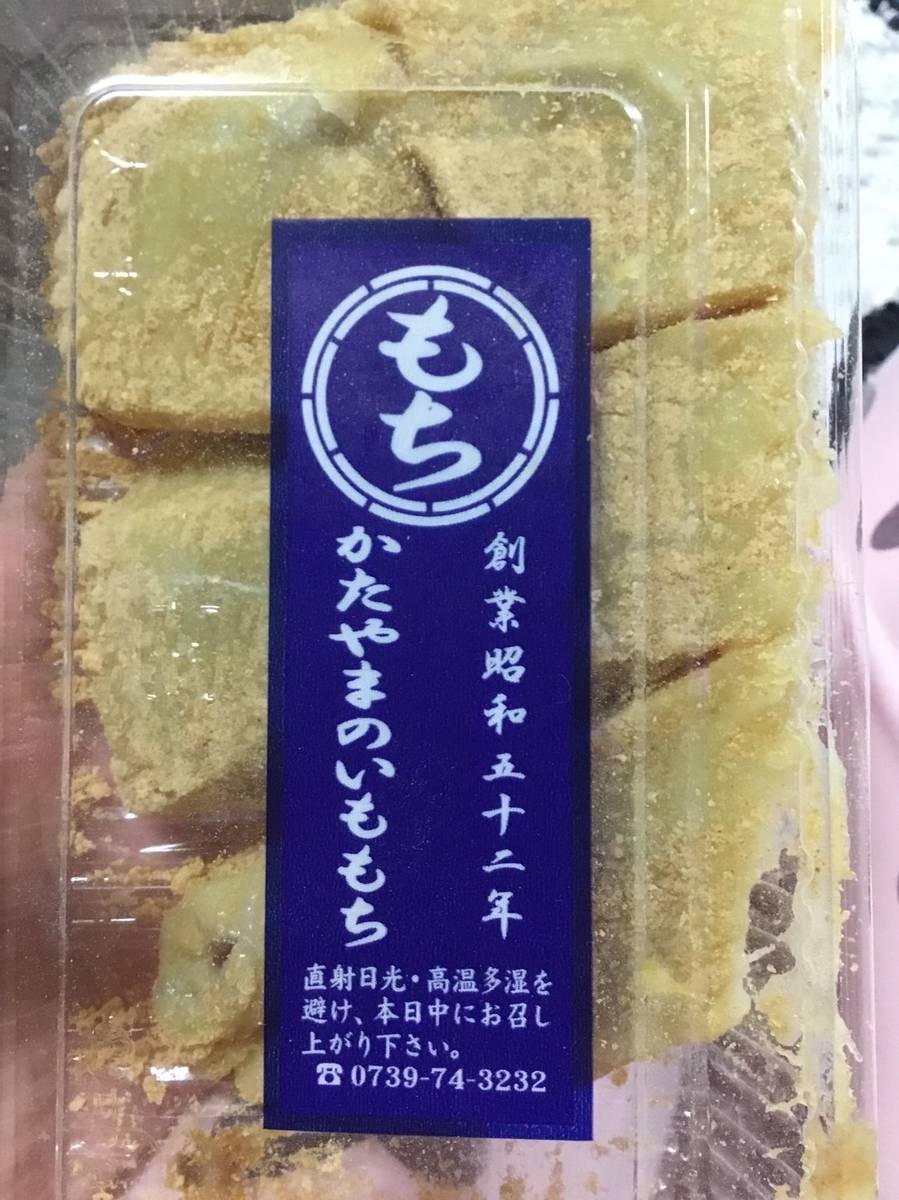 もち
創業昭和五十二年
かたやまのいももち
直射日光・高温多湿を
避け、本日中にお召し
上がり下さい。
☎0739-74-3232